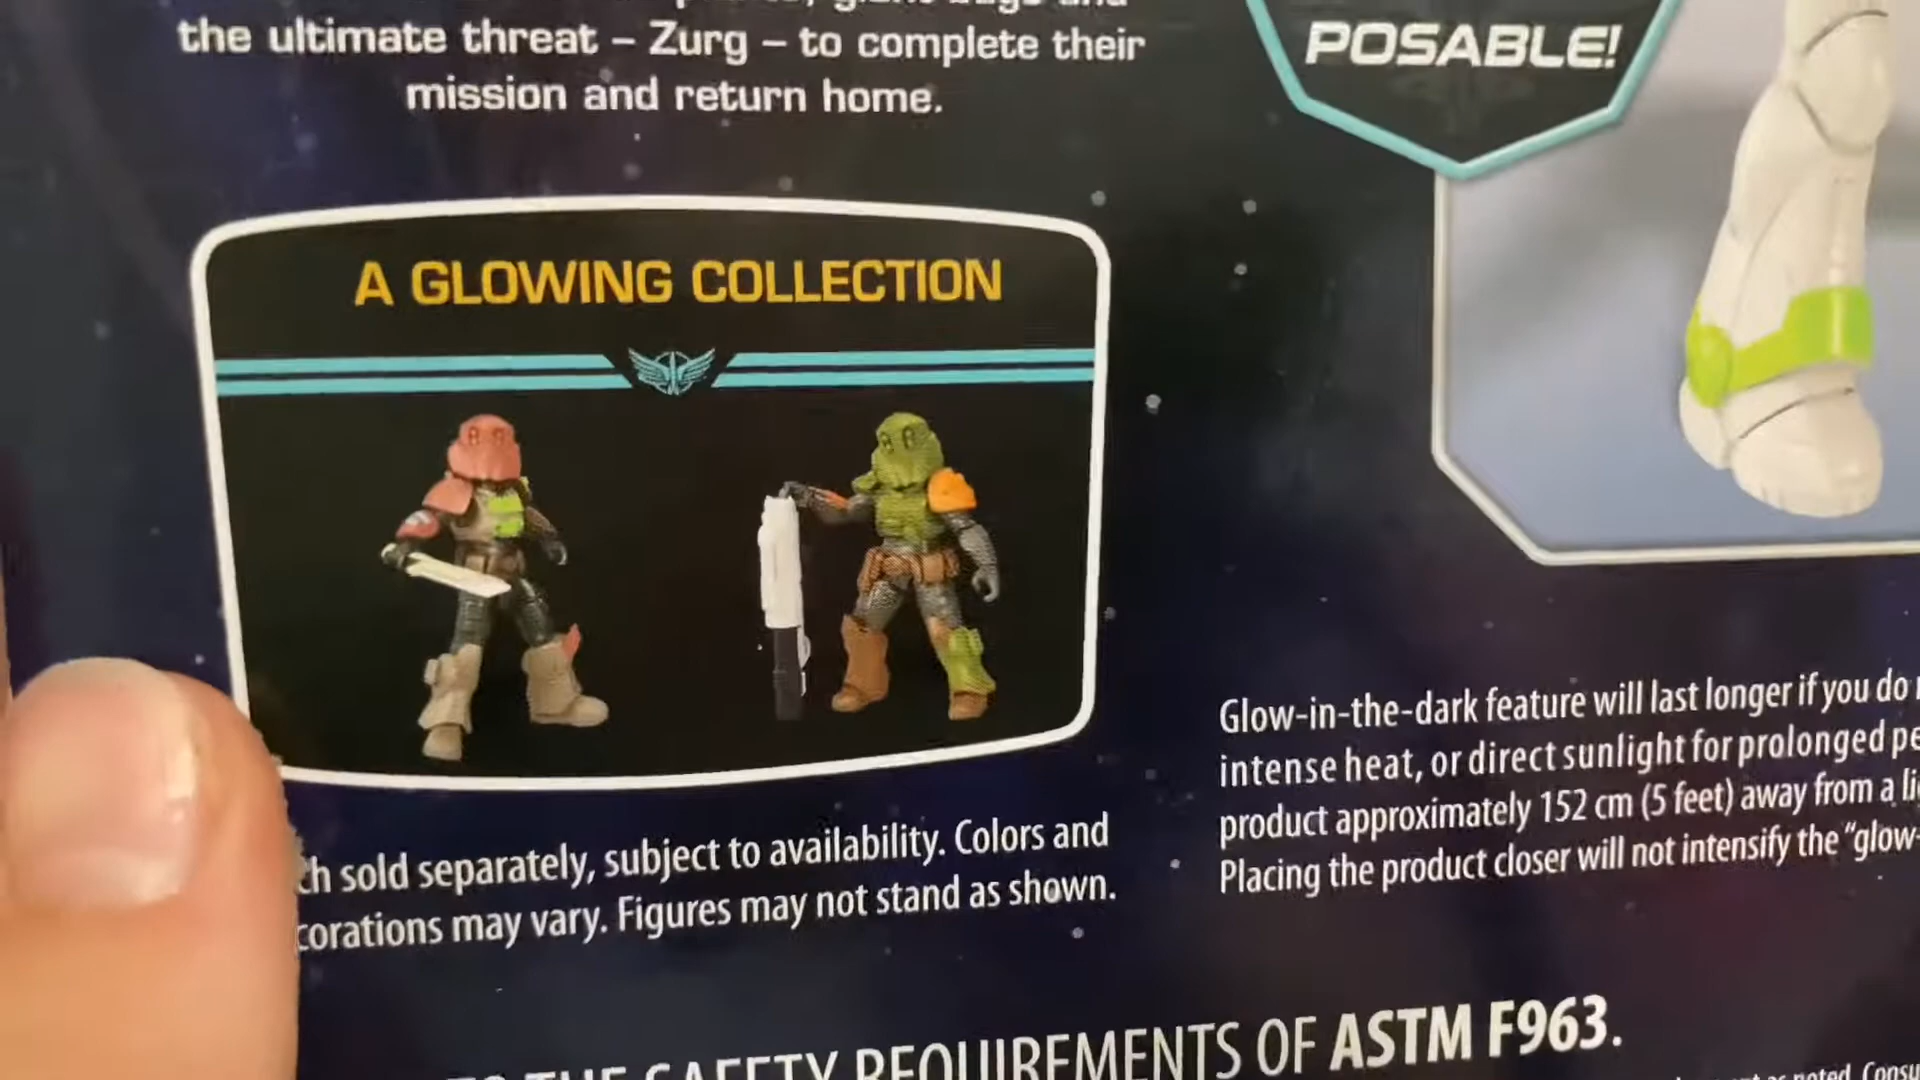 the ultimate threat – Zurg – to complete their
mission and return home.
POSABLE!
A GLOWING COLLECTION
sold separately, subject to availability. Colors and
may vary. Figures may not stand as shown.
Glow-in-the-dark feature will last longer if you do
intense heat, or direct sunlight for prolonged
product approximately 152 cm (5 feet) away from a
Placing the product closer will not intensify the "glow-
THE SAFETY REQUIREMENTS OF ASTM F963.
as noted.